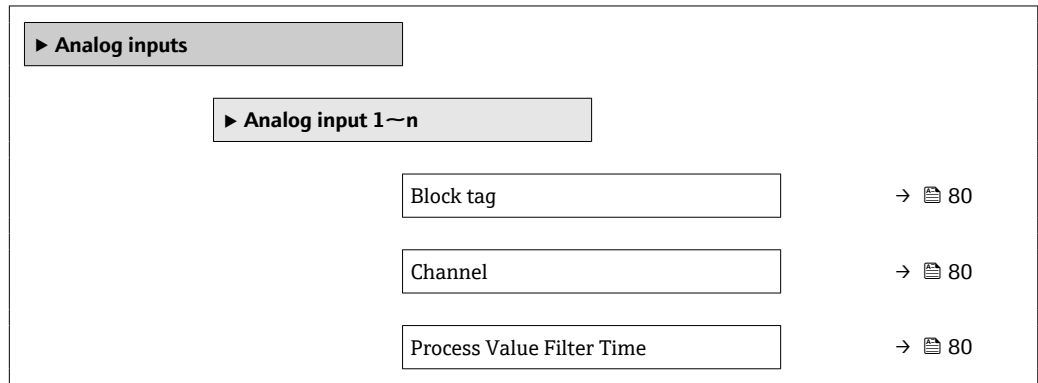 ▶ Analog inputs
▶ Analog input 1~n
Block tag → 🖹 80
Channel → 🖹 80
Process Value Filter Time → 🖹 80